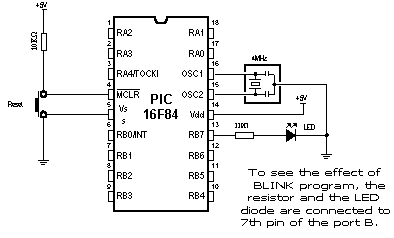 +5V
10KΩ
Reset
1 RA2
2 RA3
3 RA4/TOCKI
4 MCLR
5 Vs
s
6 RB0/INT
7 RB1
8 RB2
9 RB3
PIC
16F84
RA1 18
RA0 17
OSC1 16
OSC2 15
Vdd 14
RB7 13
RB6 12
RB5 11
RB4 10
4MHz
+5V
LED
To see the effect of
BLINK program, the
resistor and the LED
diode are connected to
7th pin of the port B.